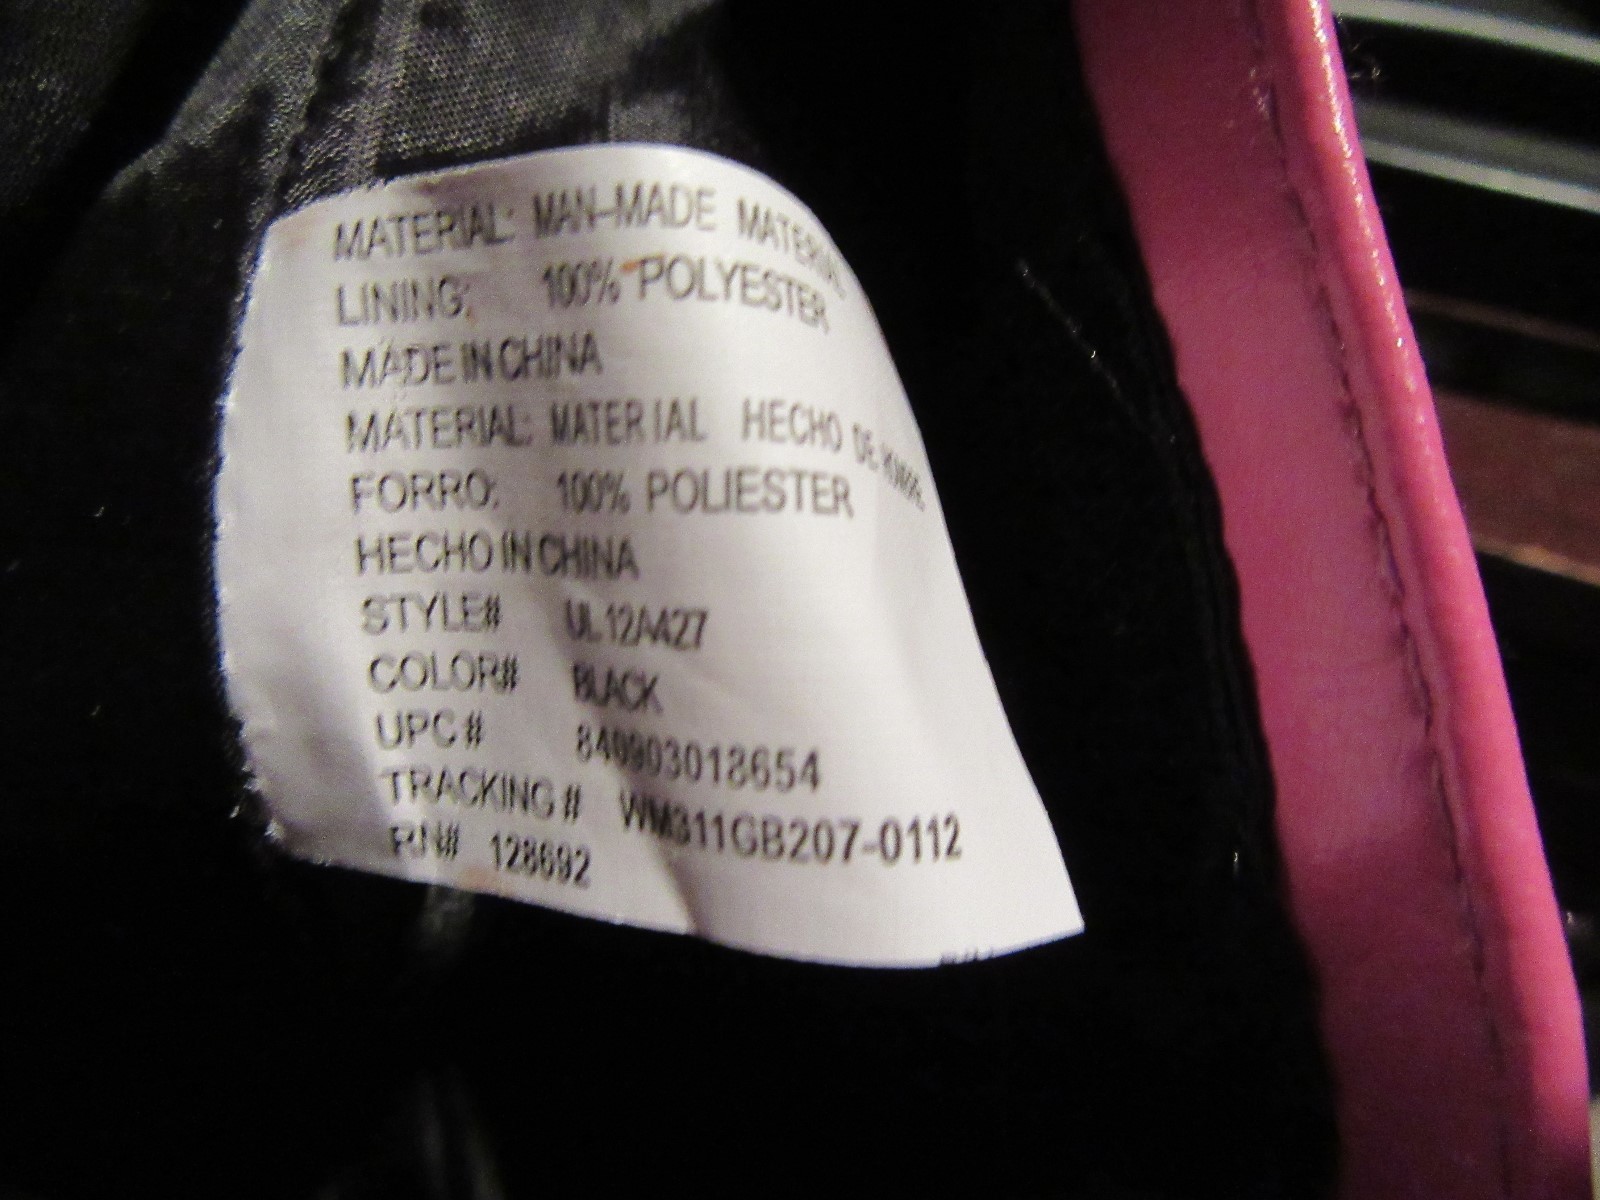 MATERIAL: MAN-MADE MATERIAL
LINING: 100% POLYESTER
MADE IN CHINA
MATERIAL: MATERIAL HECHO DE HOMBRE
FORRO: 100% POLIESTER
HECHO IN CHINA
STYLE# UL12A427
COLOR# BLACK
UPC# 840903018654
TRACKING# WM311GB207-0112
RN# 128692